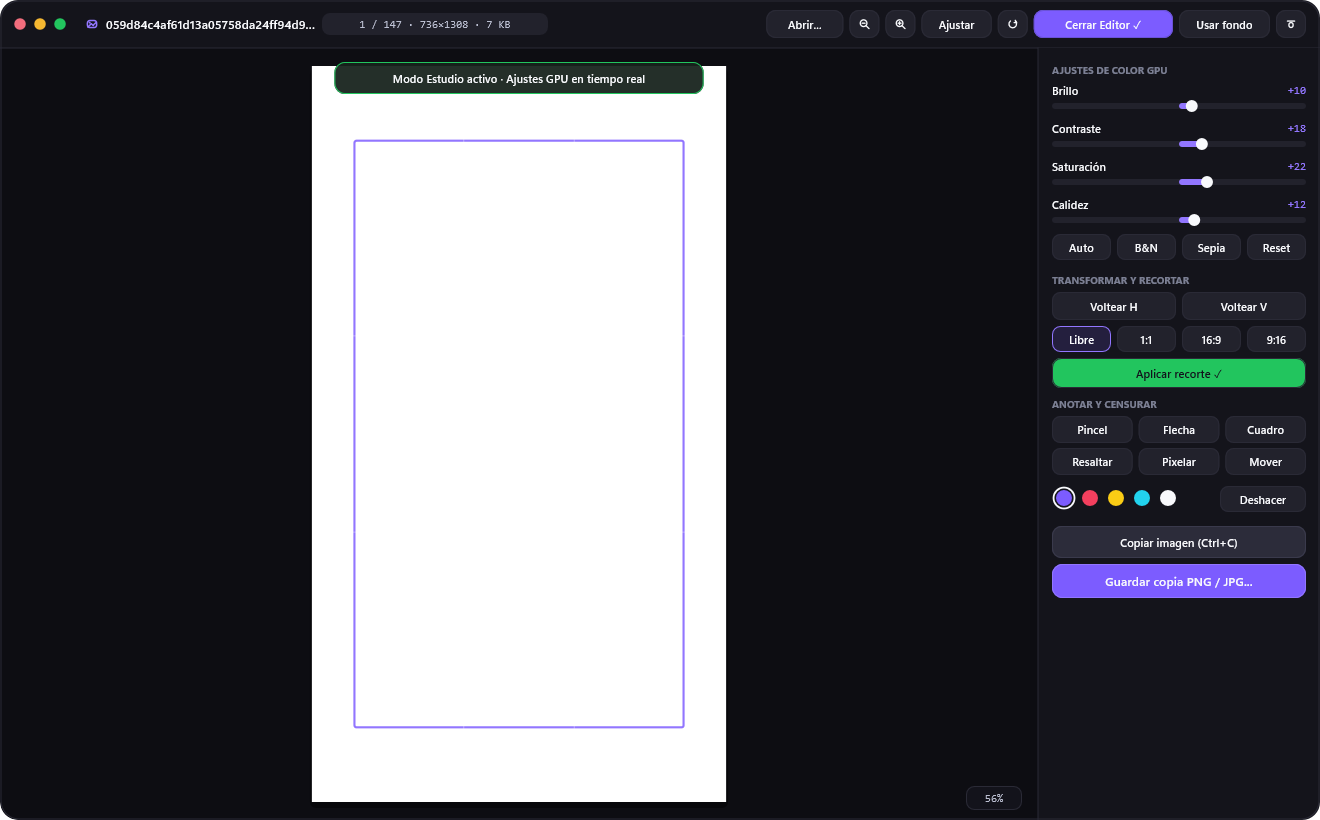 059d84c4af61d13a05758da24ff94d9... 1 / 147 · 736×1308 · 7 KB Abrir... Ajustar Cerrar Editor ✓ Usar fondo
Modo Estudio activo · Ajustes GPU en tiempo real
AJUSTES DE COLOR GPU
Brillo +10
Contraste +18
Saturación +22
Calidez +12
Auto B&N Sepia Reset
TRANSFORMAR Y RECORTAR
Voltear H Voltear V
Libre 1:1 16:9 9:16
Aplicar recorte ✓
ANOTAR Y CENSURAR
Pincel Flecha Cuadro
Resaltar Pixelar Mover
Deshacer
Copiar imagen (Ctrl+C)
Guardar copia PNG / JPG...
56%